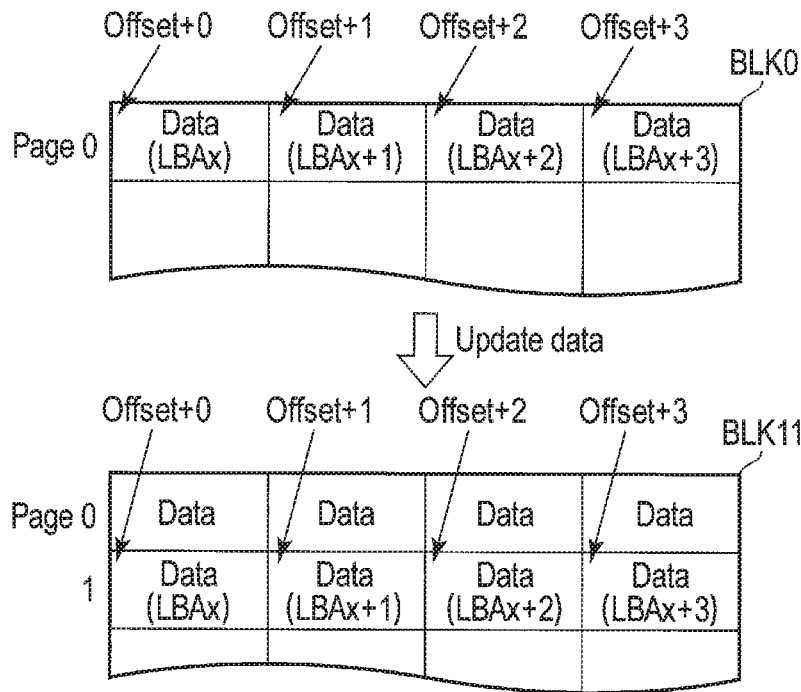 Offset+0 Offset+1 Offset+2 Offset+3
BLK0
Page 0 Data Data Data Data
(LBAx) (LBAx+1) (LBAx+2) (LBAx+3)
Update data
Offset+0 Offset+1 Offset+2 Offset+3
BLK11
Page 0 Data Data Data Data
1 Data Data Data Data
(LBAx) (LBAx+1) (LBAx+2) (LBAx+3)